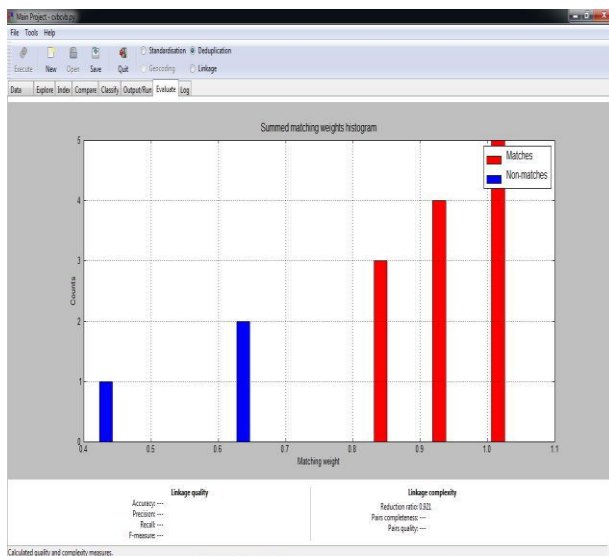 Main Project - cvbcvb.py
File Tools Help
Standardisation Deduplication
Execute New Open Save Quit Geocoding Linkage
Data Explore Index Compare Classify Output/Run Evaluate Log
Summed matching weights histogram
5
Matches
Non-matches
4
3
Counts
2
1
0
0.4 0.5 0.6 0.7 0.8 0.9 1.0 1.1
Matching weight
Linkage quality Linkage complexity
Accuracy: --- Reduction ratio: 0.921
Precision: --- Pairs completeness: ---
Recall: --- Pairs quality: ---
F-measure: ---
Calculated quality and complexity measures.